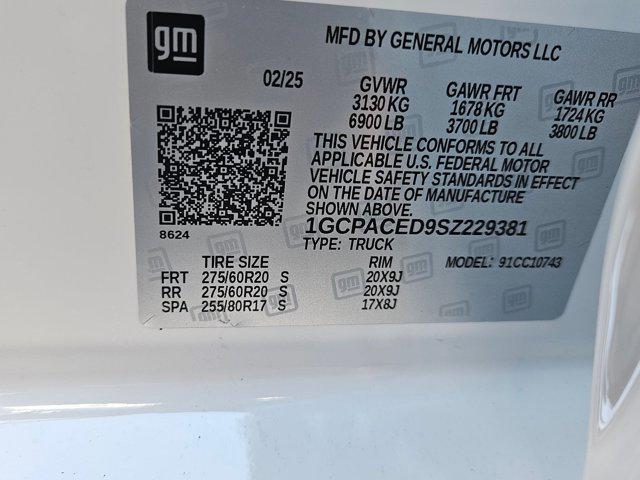 gm
MFD BY GENERAL MOTORS LLC
02/25
GVWR GAWR FRT GAWR RR
3130 KG 1678 KG 1724 KG
6900 LB 3700 LB 3800 LB
THIS VEHICLE CONFORMS TO ALL
APPLICABLE U.S. FEDERAL MOTOR
VEHICLE SAFETY STANDARDS IN EFFECT
ON THE DATE OF MANUFACTURE
SHOWN ABOVE.
8624
1GCPACED9SZ229381
TYPE: TRUCK
MODEL: 91CC10743
TIRE SIZE RIM
FRT 275/60R20 S 20X9J
RR 275/60R20 S 20X9J
SPA 255/80R17 S 17X8J